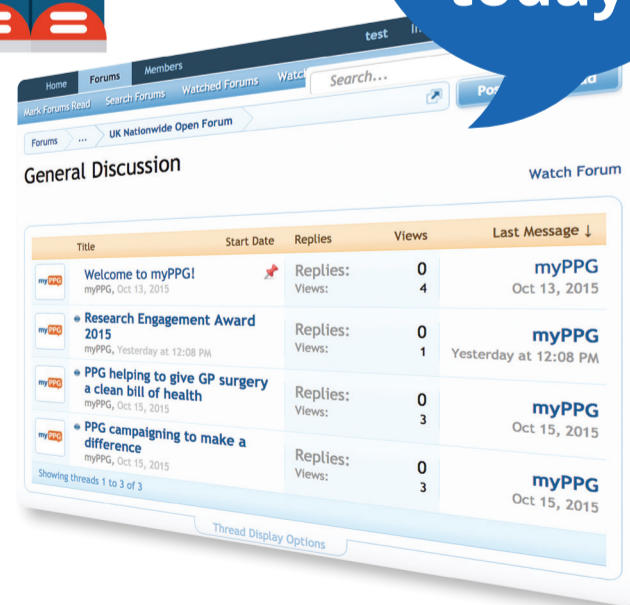 today
test
Home Forums Members
Mark Forums Read Search Forums Watched Forums
Search...
Forums ... UK Nationwide Open Forum
General Discussion
Watch Forum
Title Start Date Replies Views Last Message ↓
myPPG Welcome to myPPG! Replies: 0 myPPG
myPPG, Oct 13, 2015 Views: 4 Oct 13, 2015
myPPG Research Engagement Award Replies: 0 myPPG
2015 Views: 1 Yesterday at 12:08 PM
myPPG, Yesterday at 12:08 PM
myPPG PPG helping to give GP surgery Replies: 0 myPPG
a clean bill of health Views: 3 Oct 15, 2015
myPPG, Oct 15, 2015
myPPG PPG campaigning to make a Replies: 0 myPPG
difference Views: 3 Oct 15, 2015
myPPG, Oct 15, 2015
Showing threads 1 to 3 of 3
Thread Display Options